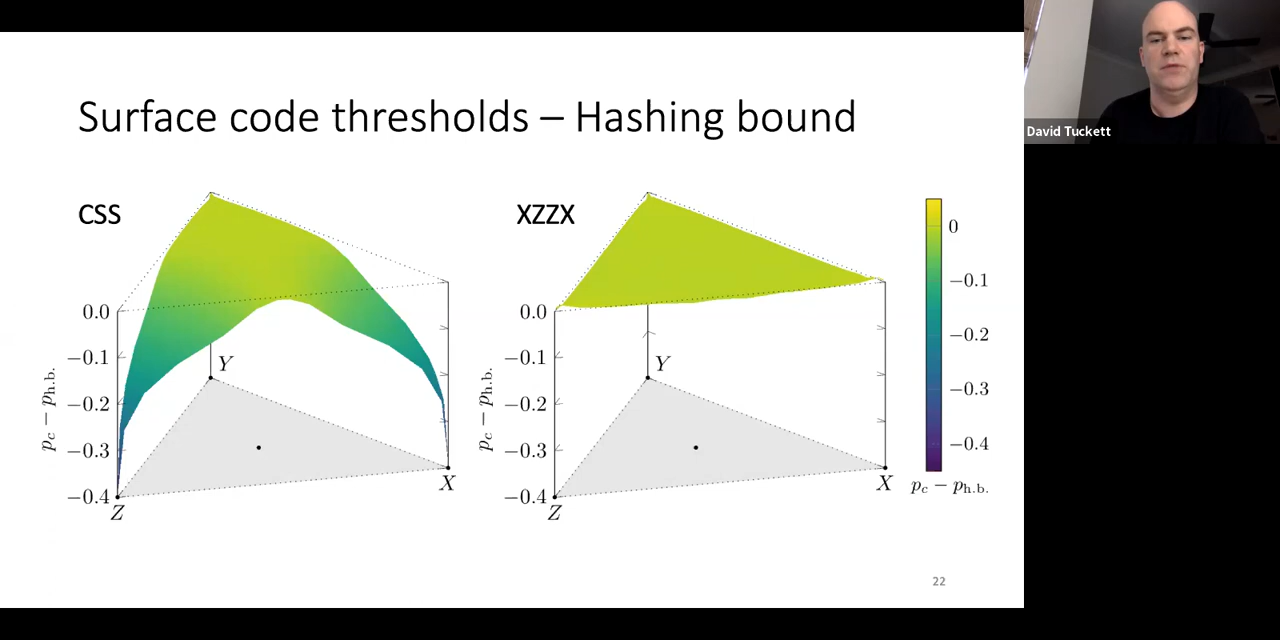 Surface code thresholds – Hashing bound
David Tuckett
CSS
0.0
−0.1
−0.2
−0.3
−0.4
p_c − p_h.b.
Y
Z
X
XZZX
0.0
−0.1
−0.2
−0.3
−0.4
p_c − p_h.b.
Y
Z
X
0
−0.1
−0.2
−0.3
−0.4
p_c − p_h.b.
22